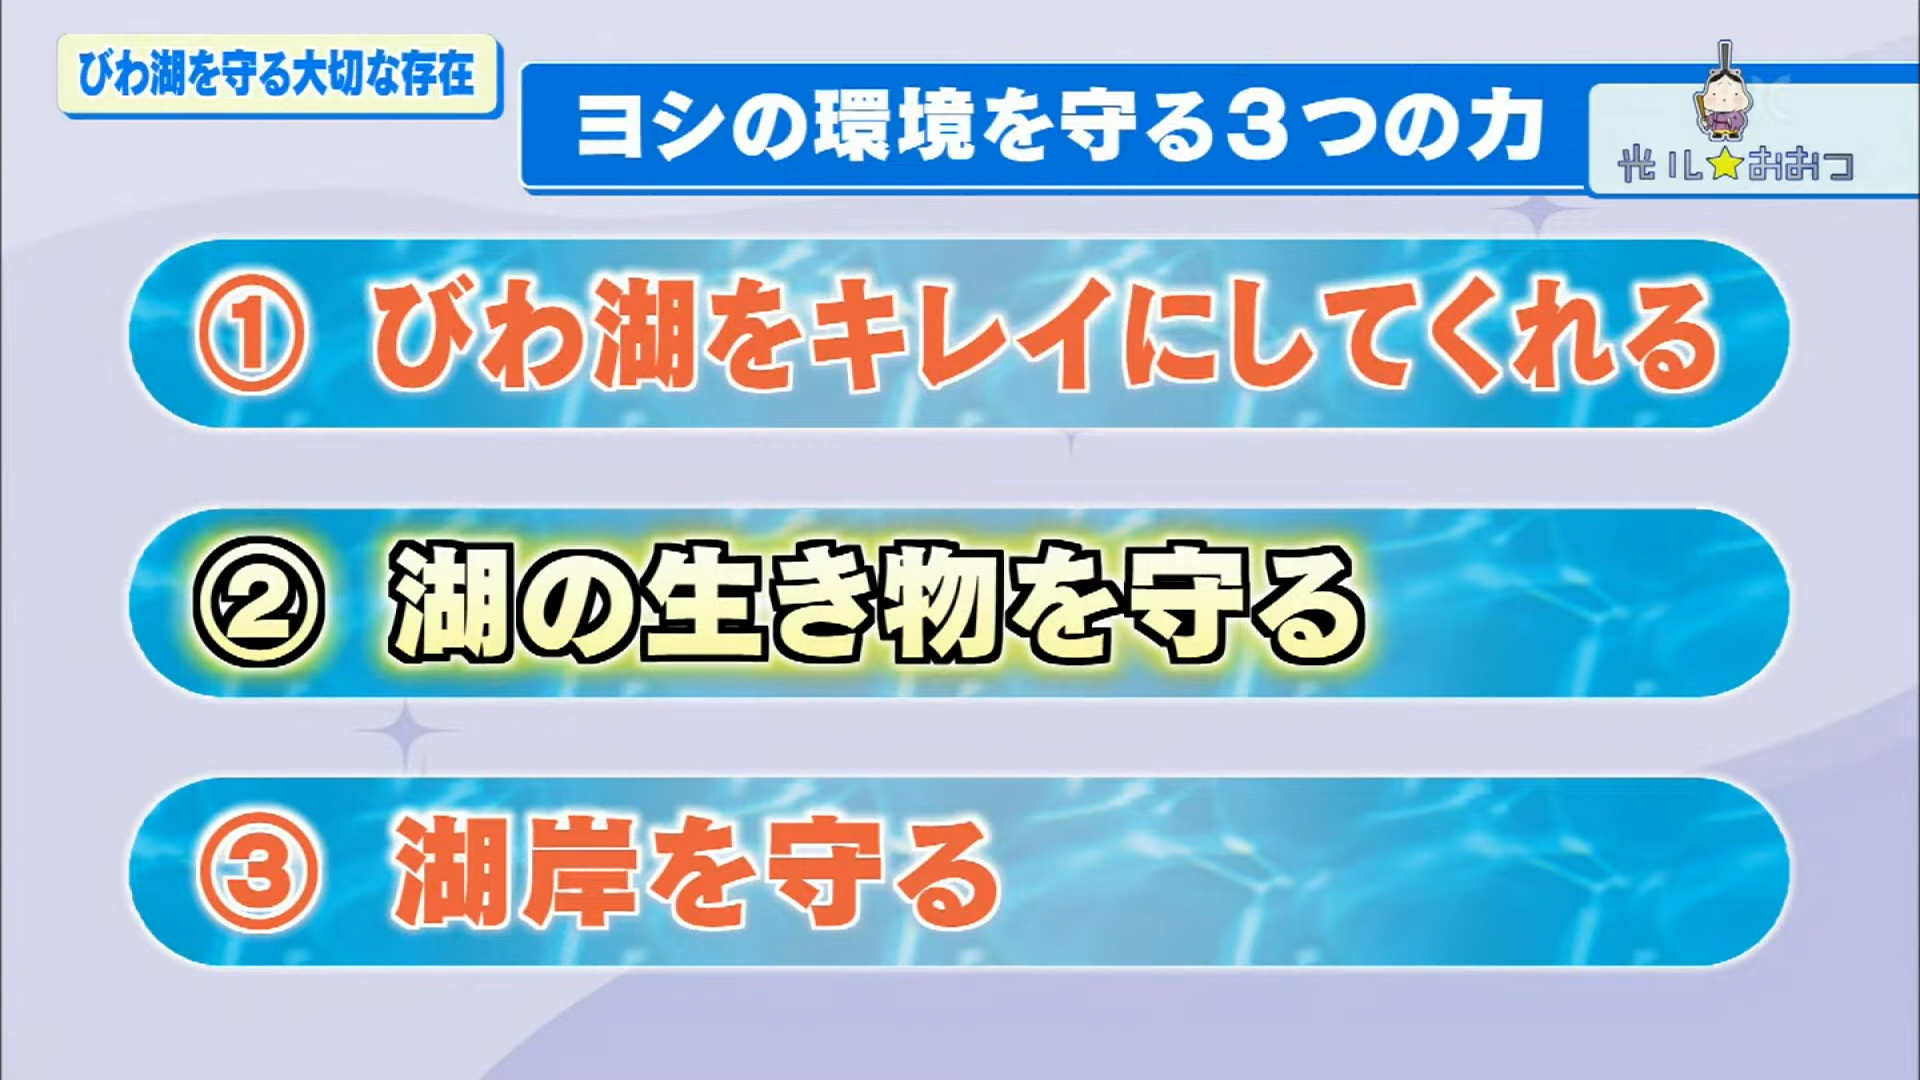 びわ湖を守る大切な存在
ヨシの環境を守る３つの力
光ル★おおつ
① びわ湖をキレイにしてくれる
② 湖の生き物を守る
③ 湖岸を守る